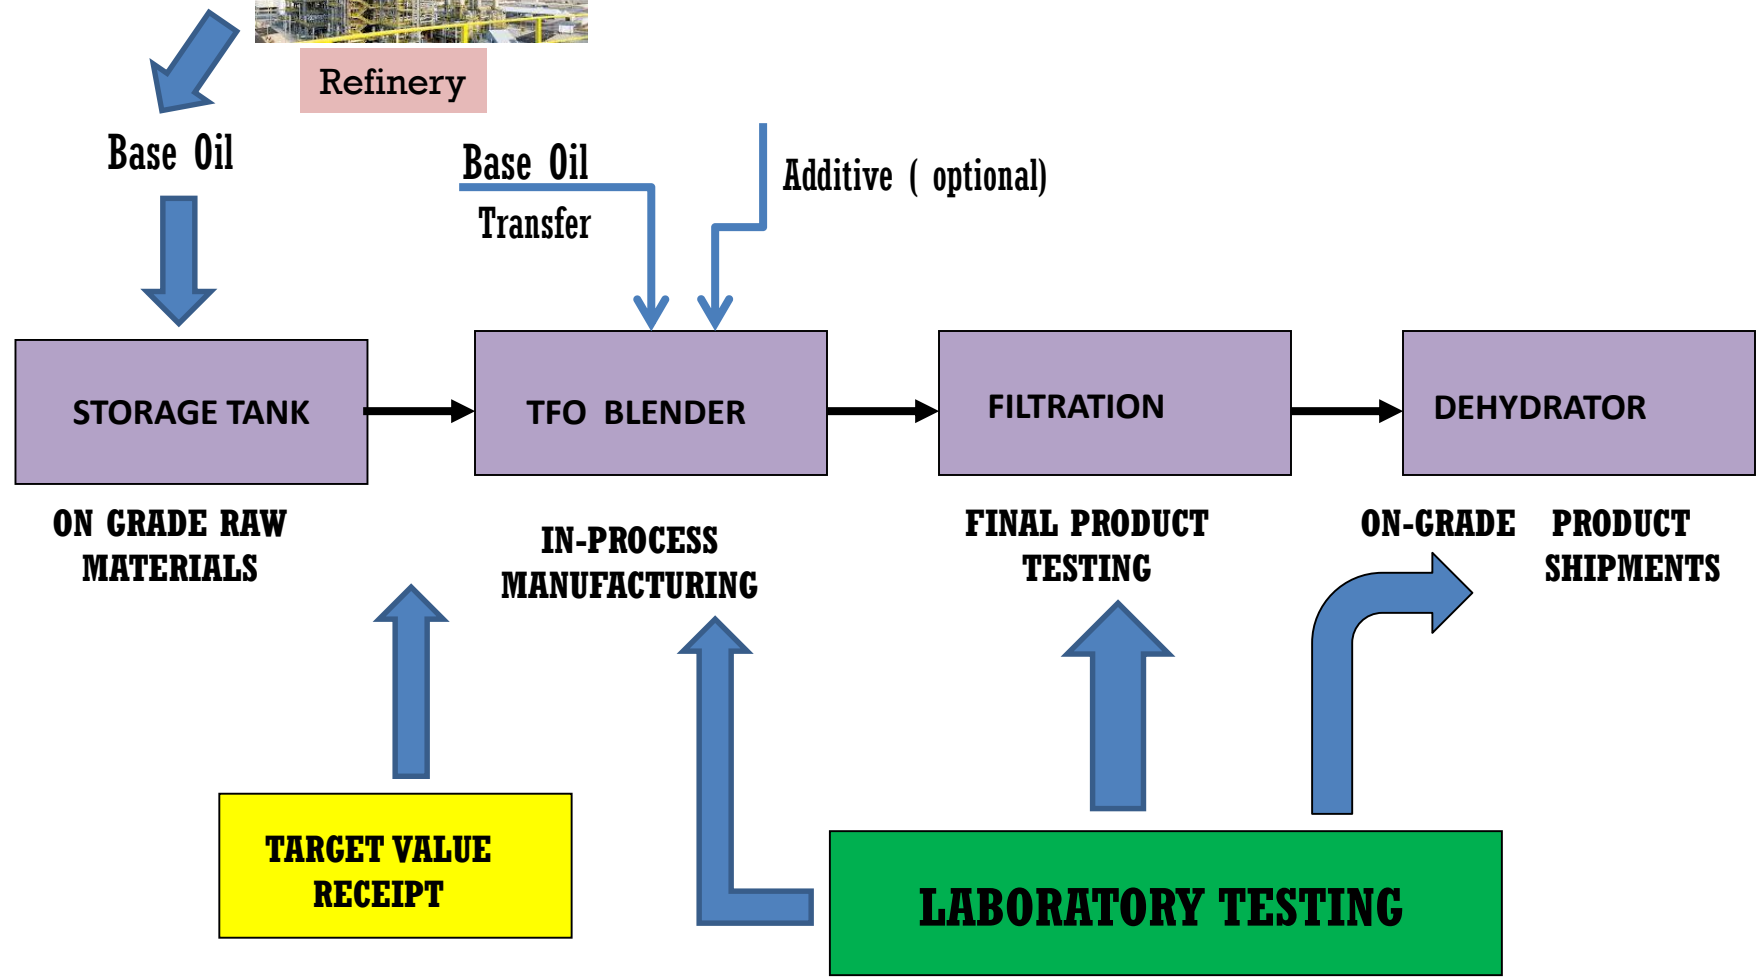 Refinery
Base Oil
Base Oil
Transfer
Additive ( optional)
STORAGE TANK
TFO BLENDER
FILTRATION
DEHYDRATOR
ON GRADE RAW
MATERIALS
IN-PROCESS
MANUFACTURING
FINAL PRODUCT
TESTING
ON-GRADE PRODUCT
SHIPMENTS
TARGET VALUE
RECEIPT
LABORATORY TESTING